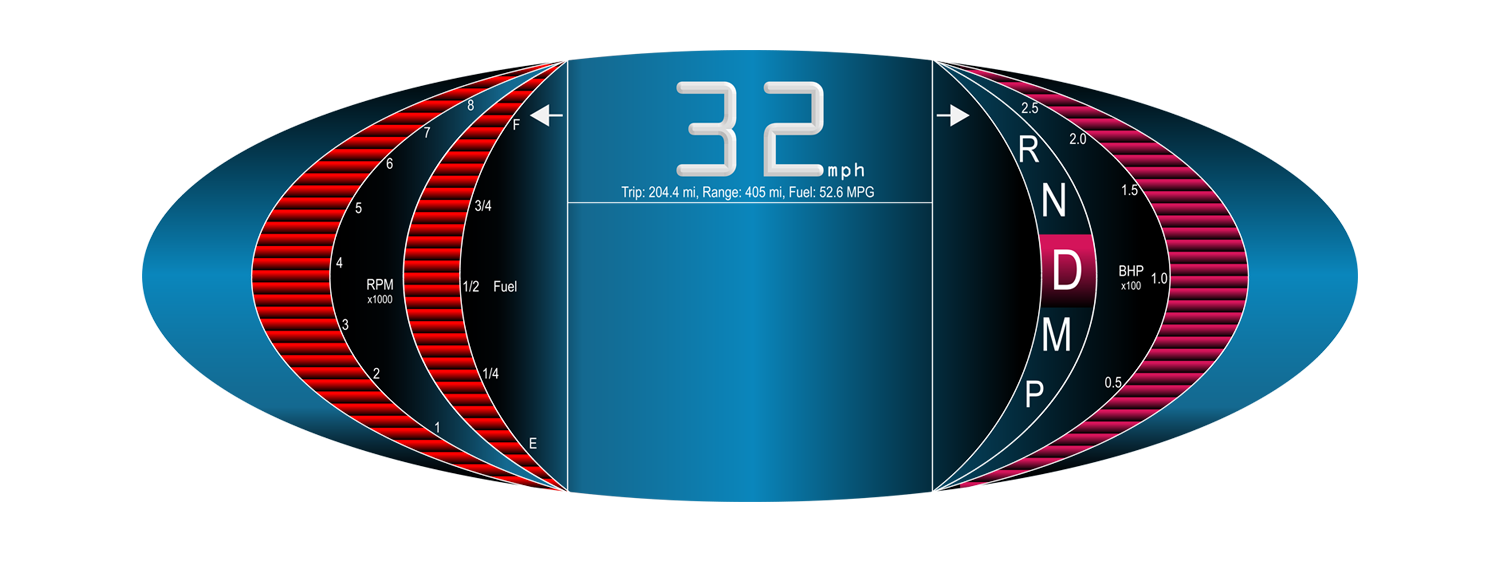 32 mph
Trip: 204.4 mi, Range: 405 mi, Fuel: 52.6 MPG
8
7
6
5
4
3
2
1
RPM
x1000
F
3/4
1/2 Fuel
1/4
E
R
N
D
M
P
2.5
2.0
1.5
1.0
0.5
BHP
x100